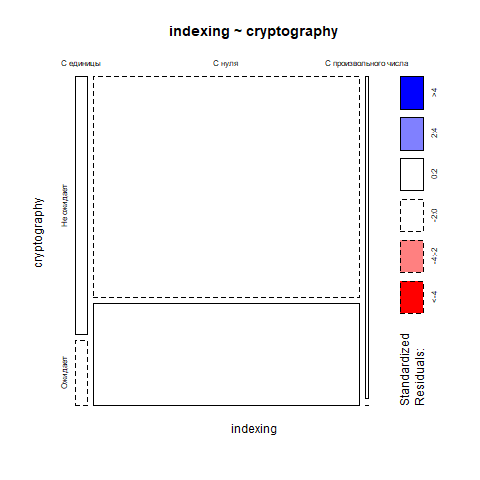 indexing ~ cryptography
С единицы
С нуля
С произвольного числа
Не ожидает
Ожидает
cryptography
indexing
>4
2:4
0:2
-2:0
-4>-2
<-4
Standardized
Residuals: